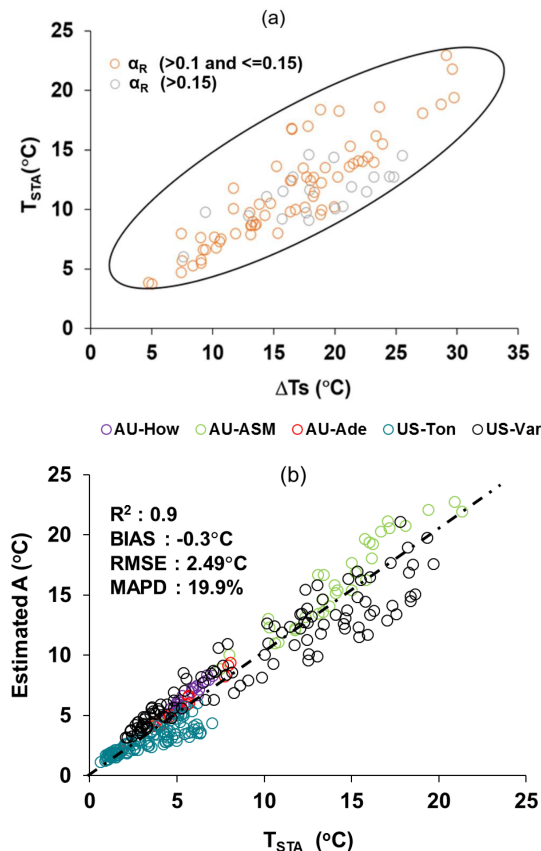 (a)
25
20
15
10
5
0
T_STA (°C)
α_R (>0.1 and <=0.15)
α_R (>0.15)
0 5 10 15 20 25 30 35
ΔTs (°C)
AU-How AU-ASM AU-Ade US-Ton US-Var
(b)
25
20
15
10
5
0
Estimated A (°C)
R² : 0.9
BIAS : -0.3°C
RMSE : 2.49°C
MAPD : 19.9%
0 5 10 15 20 25
T_STA (°C)